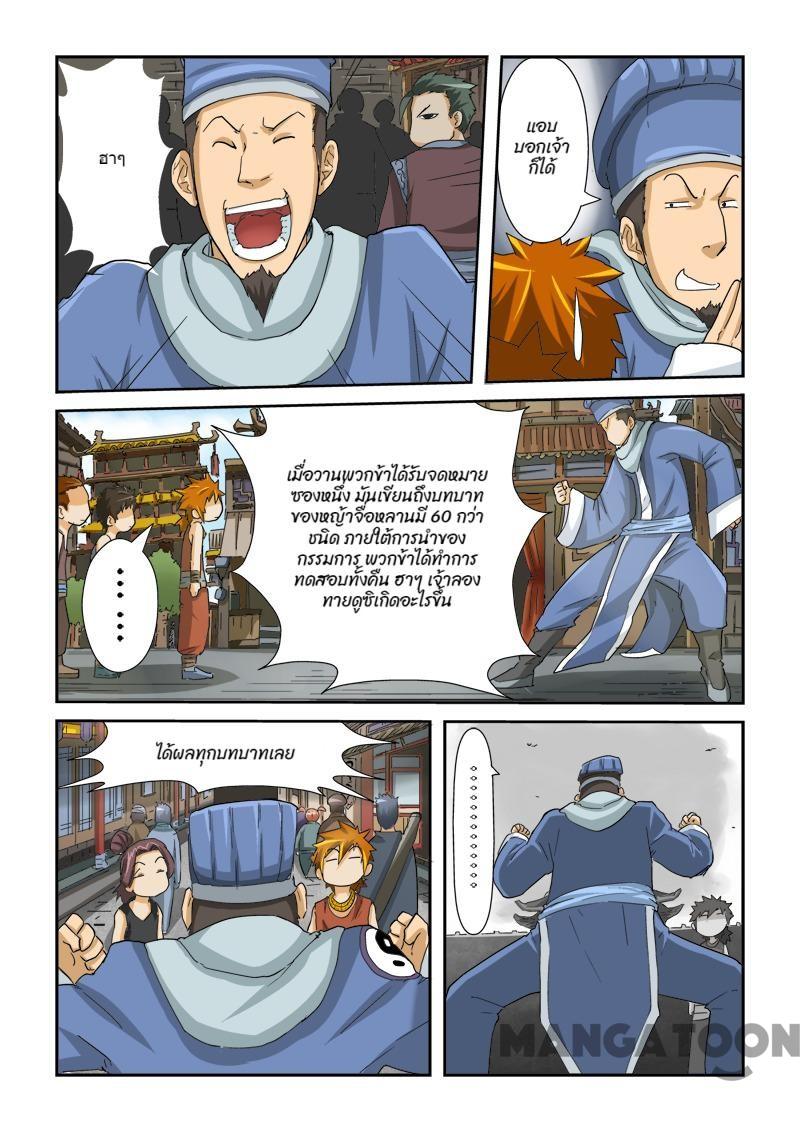 ฮาๆ
แอบ
บอกเจ้า
ก็ได้
เมื่อวานพวกข้าได้รับจดหมาย
ซองหนึ่ง มันเขียนถึงบทบาท
ของหญ้าจื่อหลานมี 60 กว่า
ชนิด ภายใต้การนำของ
กรรมการ พวกข้าได้ทำการ
ทดสอบทั้งคืน ฮาๆ เจ้าลอง
ทายดูซิเกิดอะไรขึ้น
ได้ผลทุกบทบาทเลย
MANGATOON